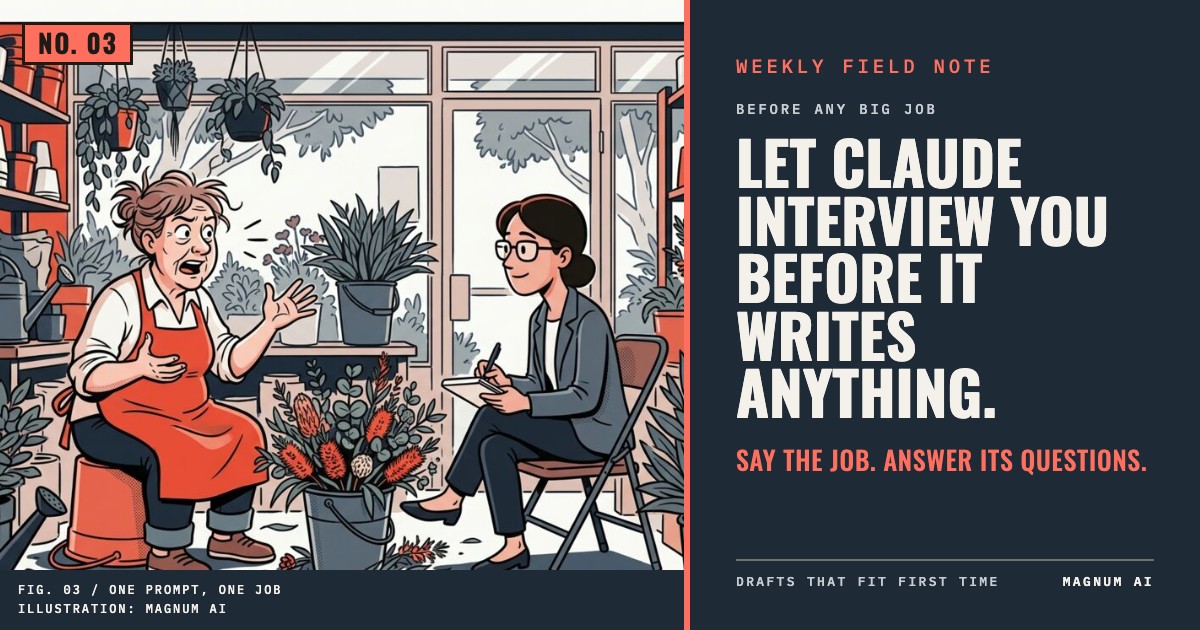 NO. 03
FIG. 03 / ONE PROMPT, ONE JOB
ILLUSTRATION: MAGNUM AI
WEEKLY FIELD NOTE
BEFORE ANY BIG JOB
LET CLAUDE
INTERVIEW YOU
BEFORE IT
WRITES
ANYTHING.
SAY THE JOB. ANSWER ITS QUESTIONS.
DRAFTS THAT FIT FIRST TIME
MAGNUM AI